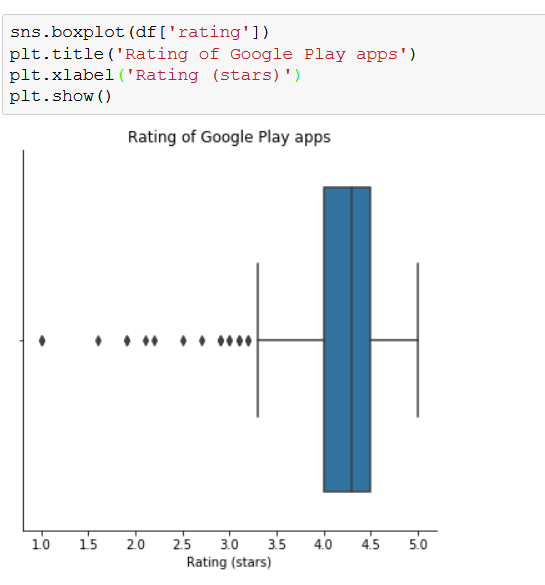 sns.boxplot(df['rating'])
plt.title('Rating of Google Play apps')
plt.xlabel('Rating (stars)')
plt.show()
Rating of Google Play apps
1.0 1.5 2.0 2.5 3.0 3.5 4.0 4.5 5.0
Rating (stars)